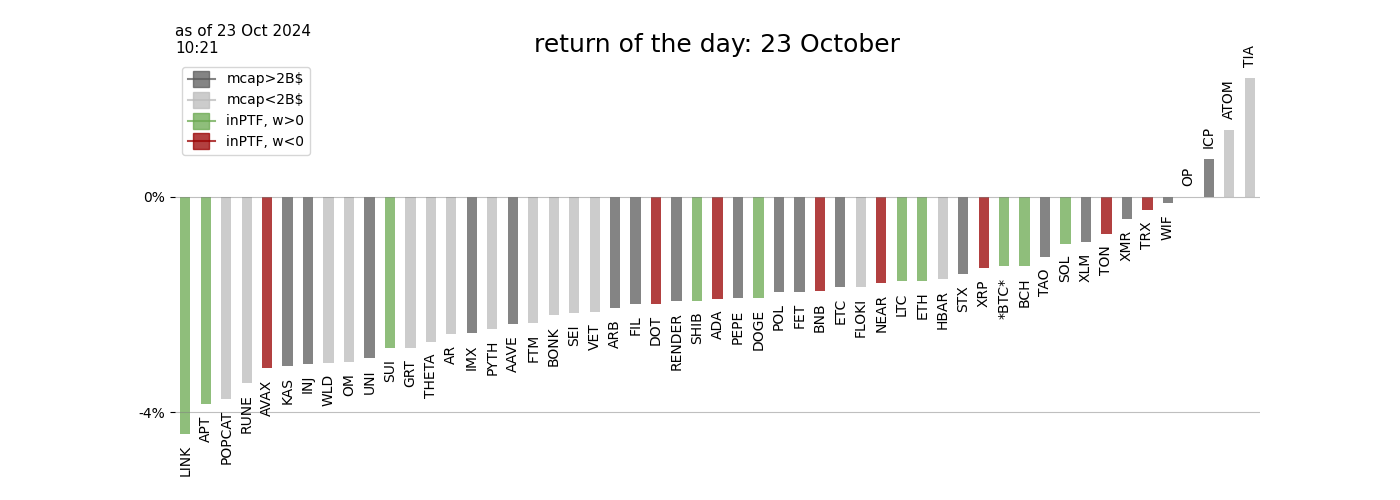 as of 23 Oct 2024
10:21
return of the day: 23 October
mcap>2B$
mcap<2B$
inPTF, w>0
inPTF, w<0
0%
-4%
LINK
APT
POPCAT
RUNE
AVAX
KAS
INJ
WLD
OM
UNI
SUI
GRT
THETA
AR
IMX
PYTH
AAVE
FTM
BONK
SEI
VET
ARB
FIL
DOT
RENDER
SHIB
ADA
PEPE
DOGE
POL
FET
BNB
ETC
FLOKI
NEAR
LTC
ETH
HBAR
STX
XRP
*BTC*
BCH
TAO
SOL
XLM
TON
XMR
TRX
WIF
OP
ICP
ATOM
TIA